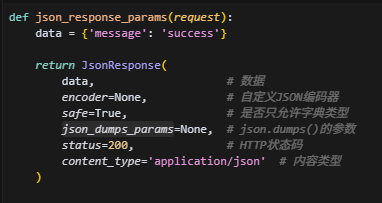 def json_response_params(request):
    data = {'message': 'success'}

    return JsonResponse(
        data,                    # 数据
        encoder=None,            # 自定义JSON编码器
        safe=True,               # 是否只允许字典类型
        json_dumps_params=None,  # json.dumps()的参数
        status=200,              # HTTP状态码
        content_type='application/json'  # 内容类型
    )